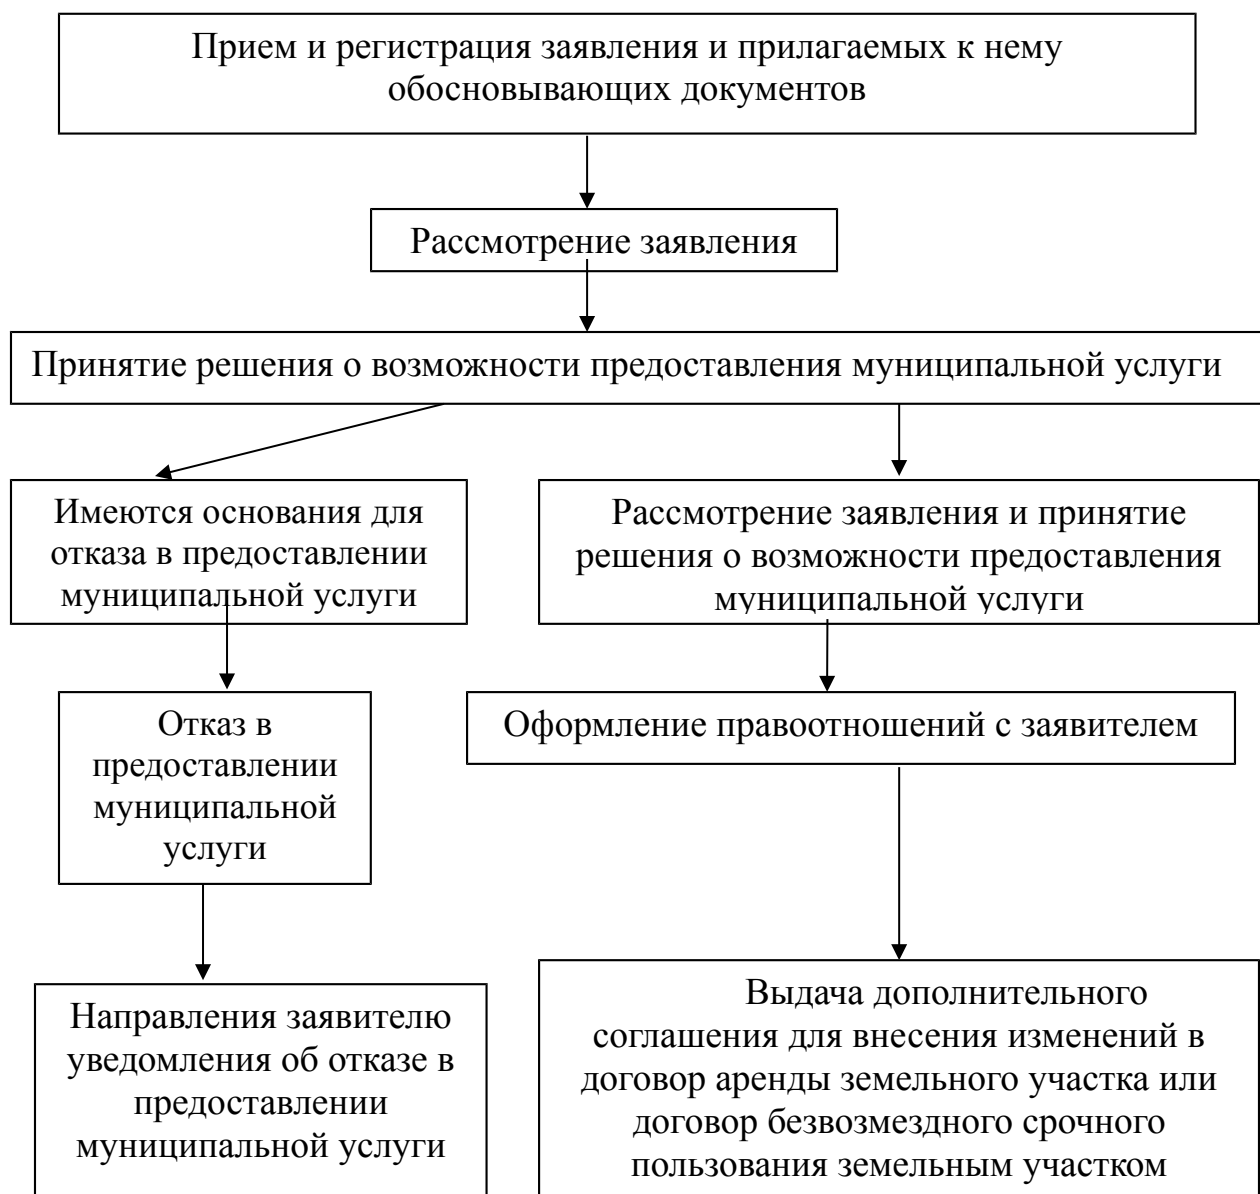 Прием и регистрация заявления и прилагаемых к нему
обосновывающих документов
Рассмотрение заявления
Принятие решения о возможности предоставления муниципальной услуги
Имеются основания для
отказа в предоставлении
муниципальной услуги
Рассмотрение заявления и принятие
решения о возможности предоставления
муниципальной услуги
Отказ в
предоставлении
муниципальной
услуги
Оформление правоотношений с заявителем
Направления заявителю
уведомления об отказе в
предоставлении
муниципальной услуги
Выдача дополнительного
соглашения для внесения изменений в
договор аренды земельного участка или
договор безвозмездного срочного
пользования земельным участком